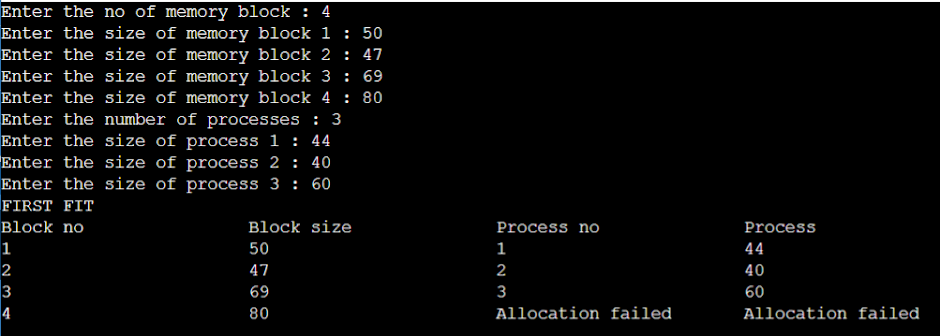 Enter the no of memory block : 4
Enter the size of memory block 1 : 50
Enter the size of memory block 2 : 47
Enter the size of memory block 3 : 69
Enter the size of memory block 4 : 80
Enter the number of processes : 3
Enter the size of process 1 : 44
Enter the size of process 2 : 40
Enter the size of process 3 : 60
FIRST FIT
Block no Block size Process no Process
1 50 1 44
2 47 2 40
3 69 3 60
4 80 Allocation failed Allocation failed